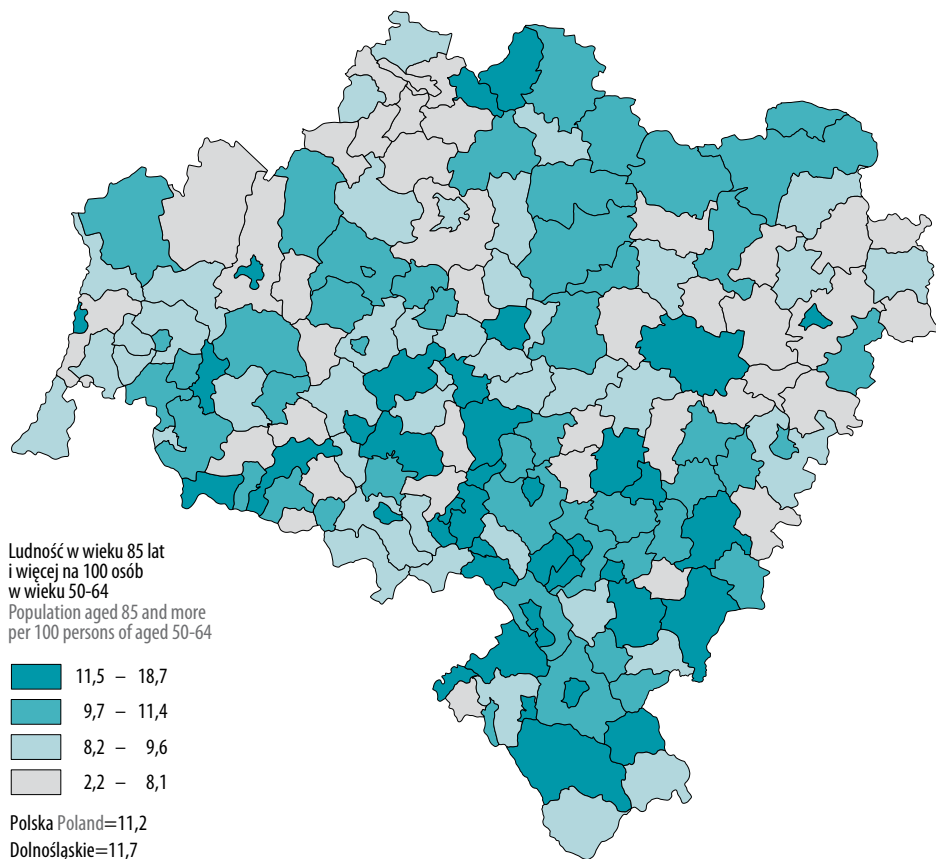 Ludność w wieku 85 lat
i więcej na 100 osób
w wieku 50-64
Population aged 85 and more
per 100 persons of aged 50-64
11,5 – 18,7
9,7 – 11,4
8,2 – 9,6
2,2 – 8,1
Polska Poland=11,2
Dolnośląskie=11,7